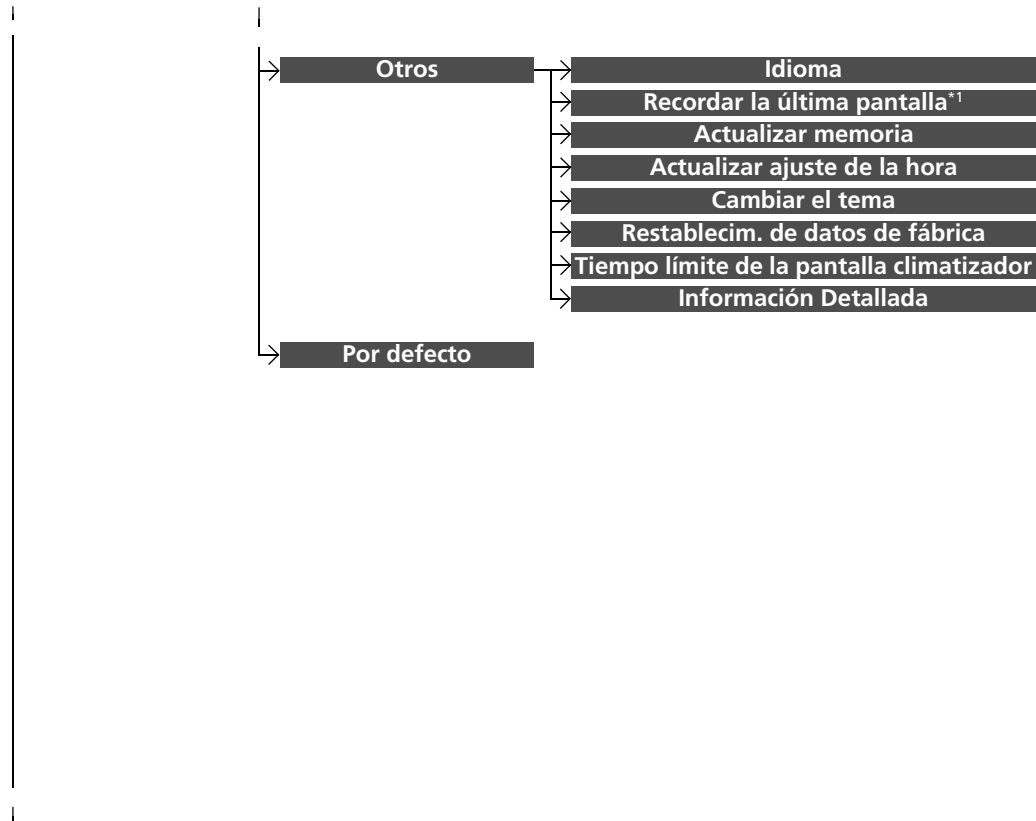 Otros
Idioma
Recordar la última pantalla*1
Actualizar memoria
Actualizar ajuste de la hora
Cambiar el tema
Restablecim. de datos de fábrica
Tiempo límite de la pantalla climatizador
Información Detallada
Por defecto